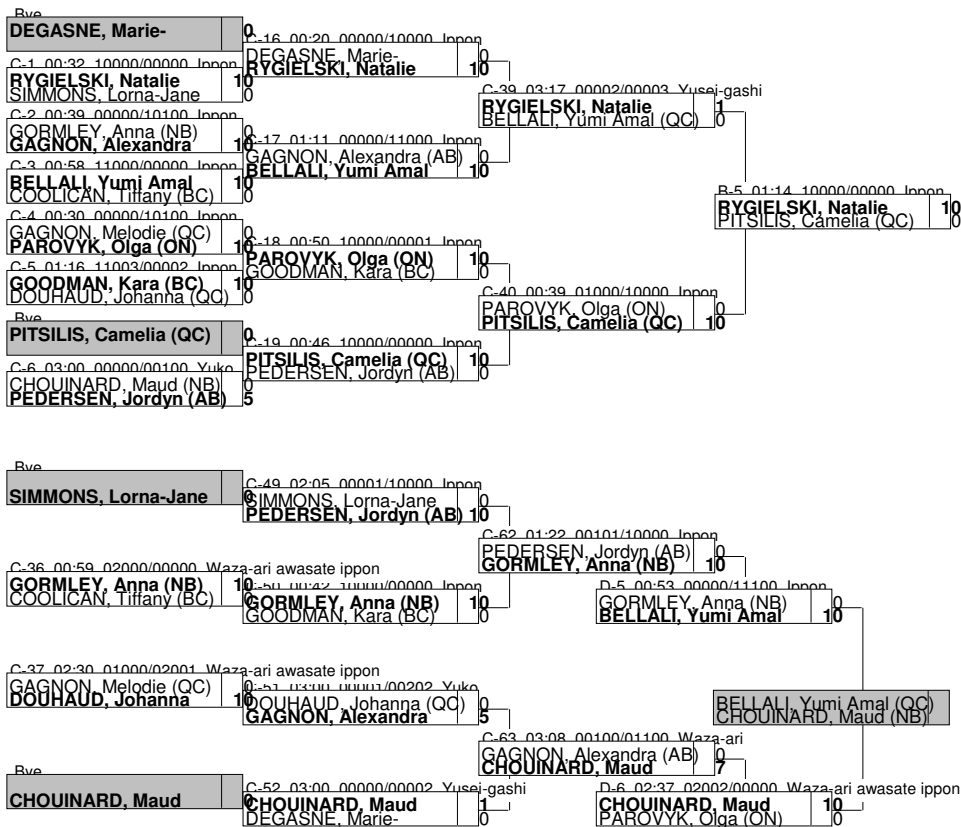 Bye
DEGASNE, Marie- 0
C-1 00:32 10000/00000 Ippon
RYGIELSKI, Natalie 10
SIMMONS, Lorna-Jane 0
C-2 00:39 00000/10100 Ippon
GORMLEY, Anna (NB) 0
GAGNON, Alexandra 10
C-3 00:58 11000/00000 Ippon
BELLALI, Yumi Amal 10
COOLICAN, Tiffany (BC) 0
C-4 00:30 00000/10100 Ippon
GAGNON, Melodie (QC) 0
PAROVYK, Olga (ON) 10
C-5 01:16 11003/00002 Ippon
GOODMAN, Kara (BC) 10
DOUHAUD, Johanna (QC) 0
Bye
PITSILIS, Camelia (QC) 0
C-6 03:00 00000/00100 Yuko
CHOUINARD, Maud (NB) 0
PEDERSEN, Jordyn (AB) 5
C-16 00:20 00000/10000 Ippon
DEGASNE, Marie- 0
RYGIELSKI, Natalie 10
C-17 01:11 00000/11000 Ippon
GAGNON, Alexandra (AB) 0
BELLALI, Yumi Amal 10
C-18 00:50 10000/00001 Ippon
PAROVYK, Olga (ON) 10
GOODMAN, Kara (BC) 0
C-19 00:46 10000/00000 Ippon
PITSILIS, Camelia (QC) 10
PEDERSEN, Jordyn (AB) 0
C-39 03:17 00002/00003 Yusei-gashi
RYGIELSKI, Natalie 1
BELLALI, Yumi Amal (QC) 0
C-40 00:39 01000/10000 Ippon
PAROVYK, Olga (ON) 0
PITSILIS, Camelia (QC) 10
B-5 01:14 10000/00000 Ippon
RYGIELSKI, Natalie 10
PITSILIS, Camelia (QC) 0
Bye
SIMMONS, Lorna-Jane 0
C-36 00:59 02000/00000 Waza-ari awasate ippon
GORMLEY, Anna (NB) 10
COOLICAN, Tiffany (BC) 0
C-37 02:30 01000/02001 Waza-ari awasate ippon
GAGNON, Melodie (QC) 0
DOUHAUD, Johanna 10
Bye
CHOUINARD, Maud 0
C-49 02:05 00001/10000 Ippon
SIMMONS, Lorna-Jane 0
PEDERSEN, Jordyn (AB) 10
C-50 00:42 10000/00000 Ippon
GORMLEY, Anna (NB) 10
GOODMAN, Kara (BC) 0
C-51 03:00 00001/00202 Yuko
DOUHAUD, Johanna (QC) 0
GAGNON, Alexandra 5
C-52 03:00 00000/00002 Yusei-gashi
CHOUINARD, Maud 1
DEGASNE, Marie- 0
C-62 01:22 00101/10000 Ippon
PEDERSEN, Jordyn (AB) 0
GORMLEY, Anna (NB) 10
C-63 03:08 00100/01100 Waza-ari
GAGNON, Alexandra (AB) 0
CHOUINARD, Maud 7
D-5 00:53 00000/11100 Ippon
GORMLEY, Anna (NB) 0
BELLALI, Yumi Amal 10
D-6 02:37 02002/00000 Waza-ari awasate ippon
CHOUINARD, Maud 10
PAROVYK, Olga (ON) 0
BELLALI, Yumi Amal (QC)
CHOUINARD, Maud (NB)